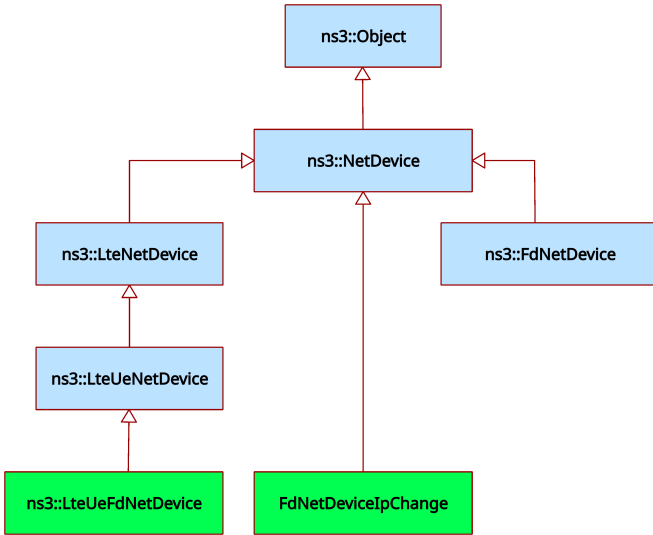 ns3::Object
ns3::NetDevice
ns3::LteNetDevice
ns3::FdNetDevice
ns3::LteUeNetDevice
ns3::LteUeFdNetDevice
FdNetDeviceIpChange